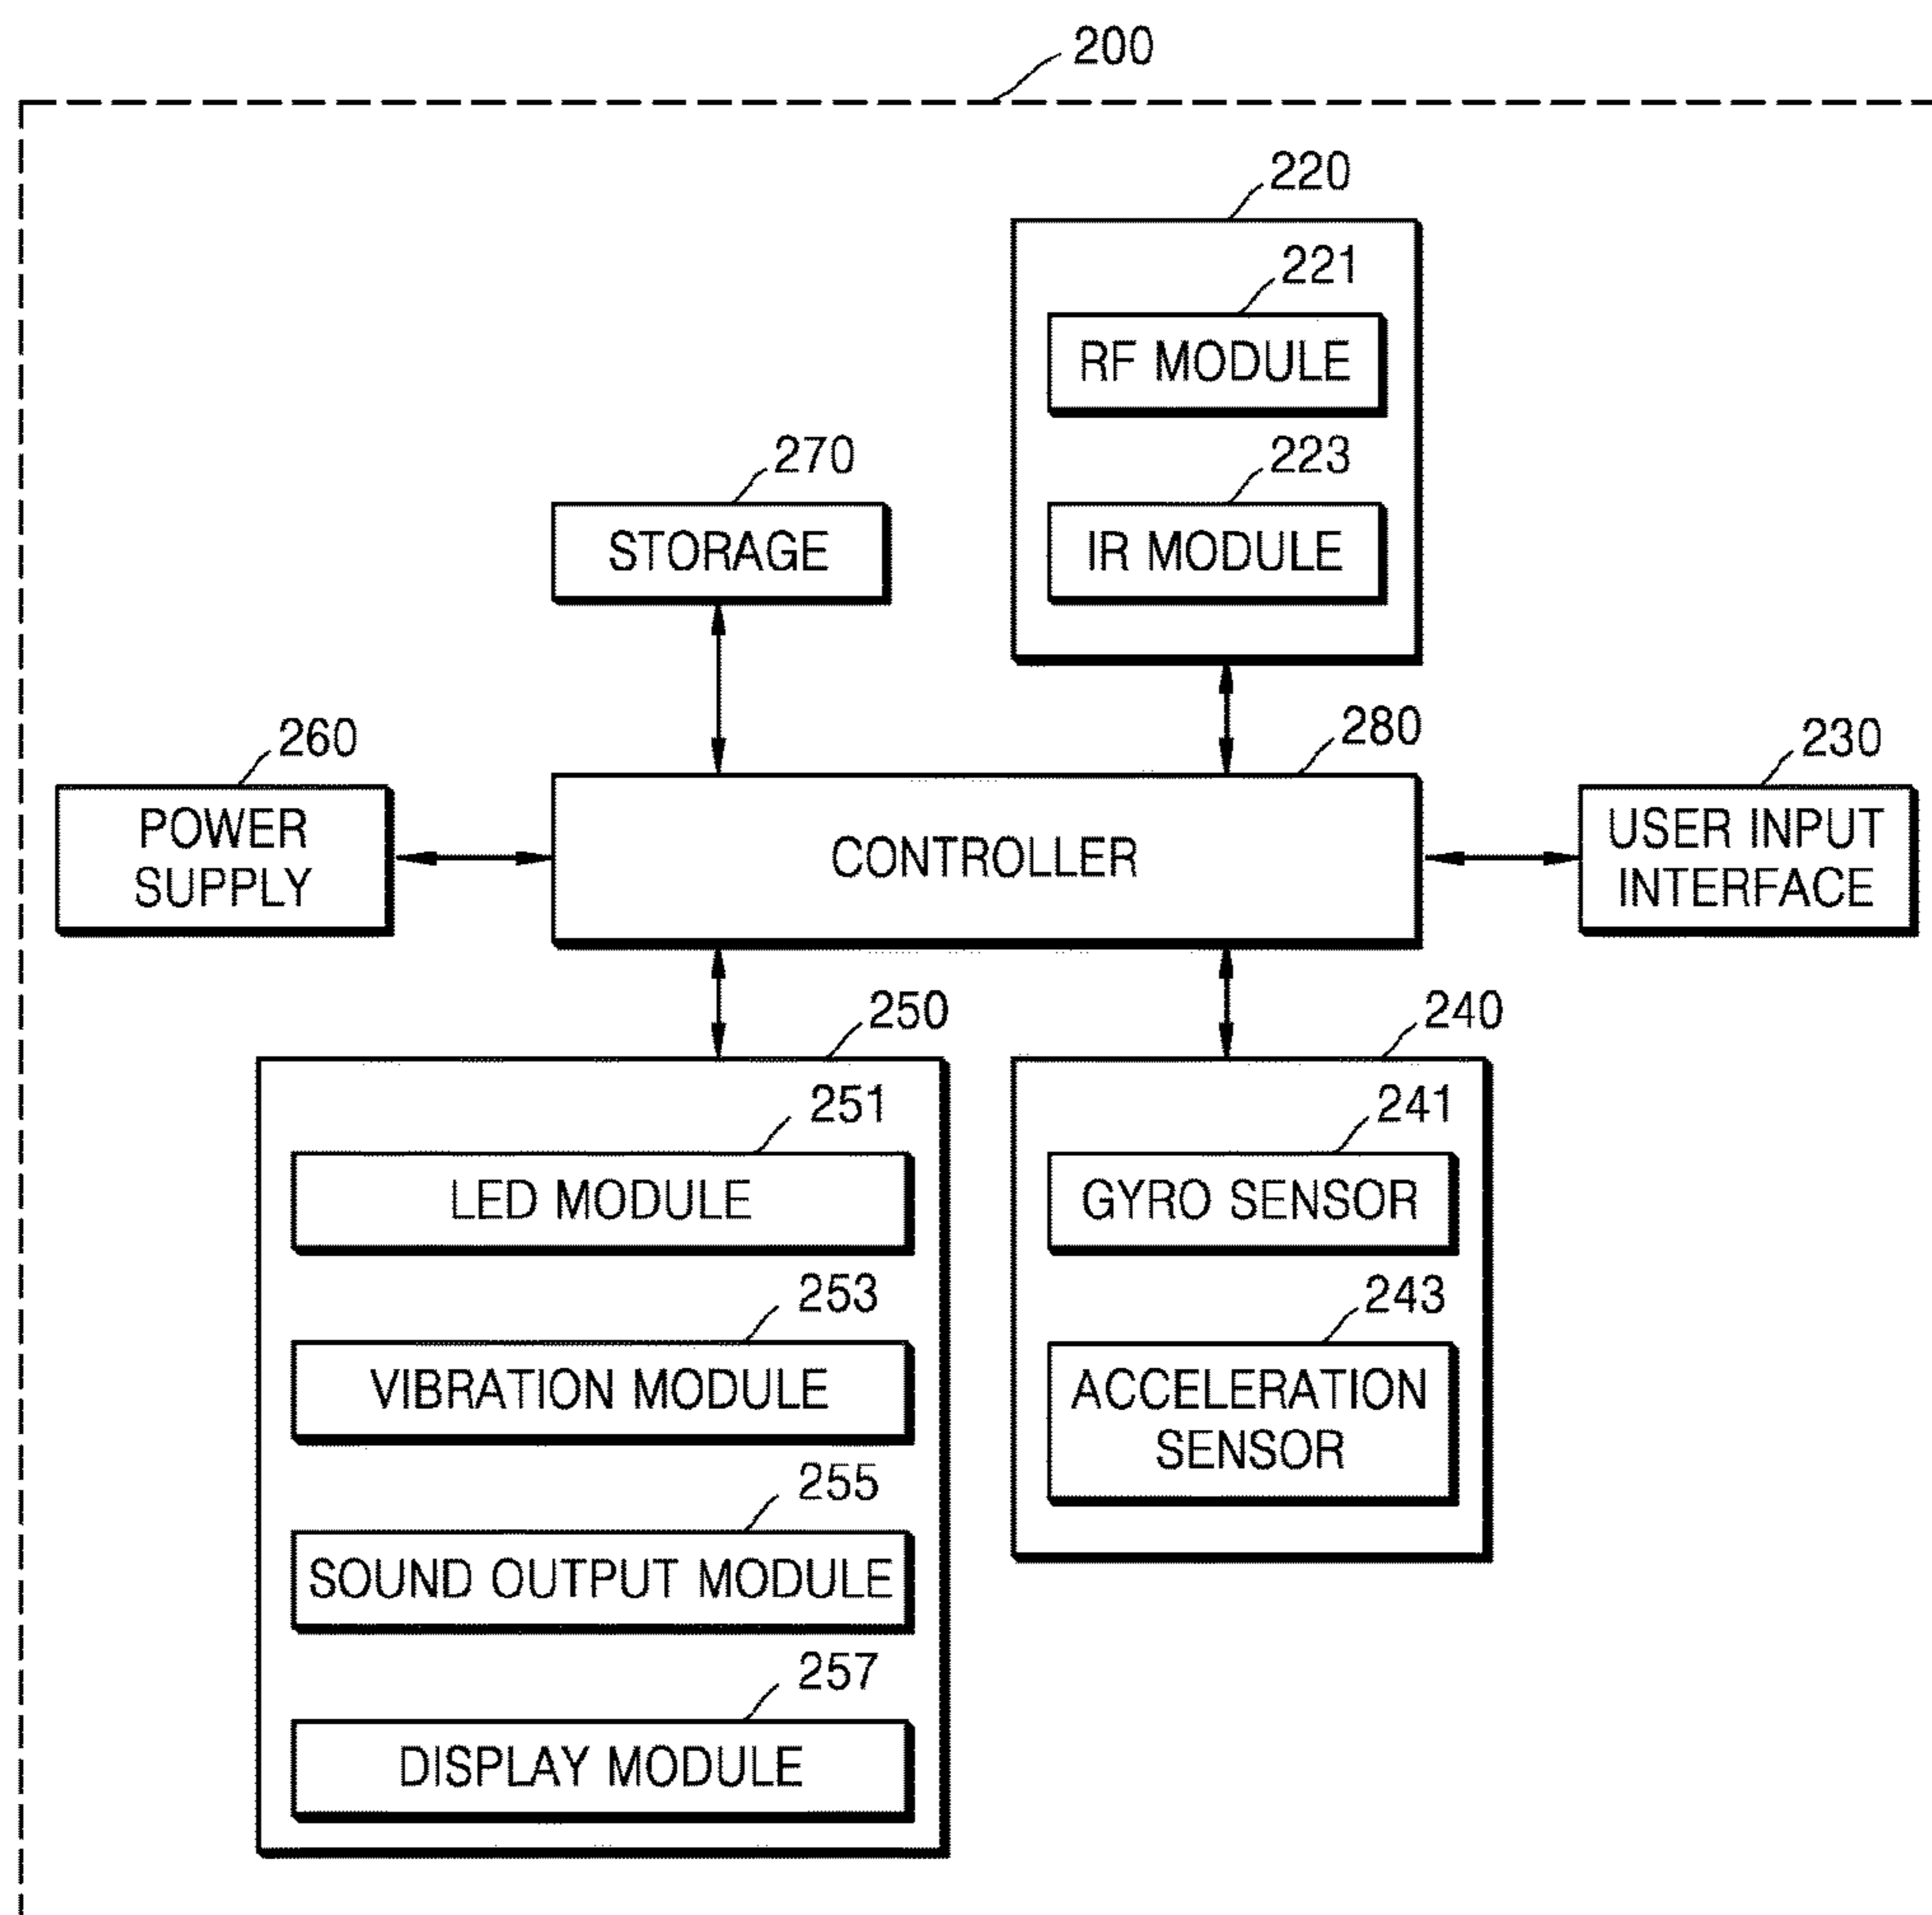 200
220
221
RF MODULE
270
223
STORAGE
IR MODULE
260
280
230
POWER
SUPPLY
CONTROLLER
USER INPUT
INTERFACE
250
240
251
241
LED MODULE
GYRO SENSOR
253
243
VIBRATION MODULE
ACCELERATION
SENSOR
255
SOUND OUTPUT MODULE
257
DISPLAY MODULE